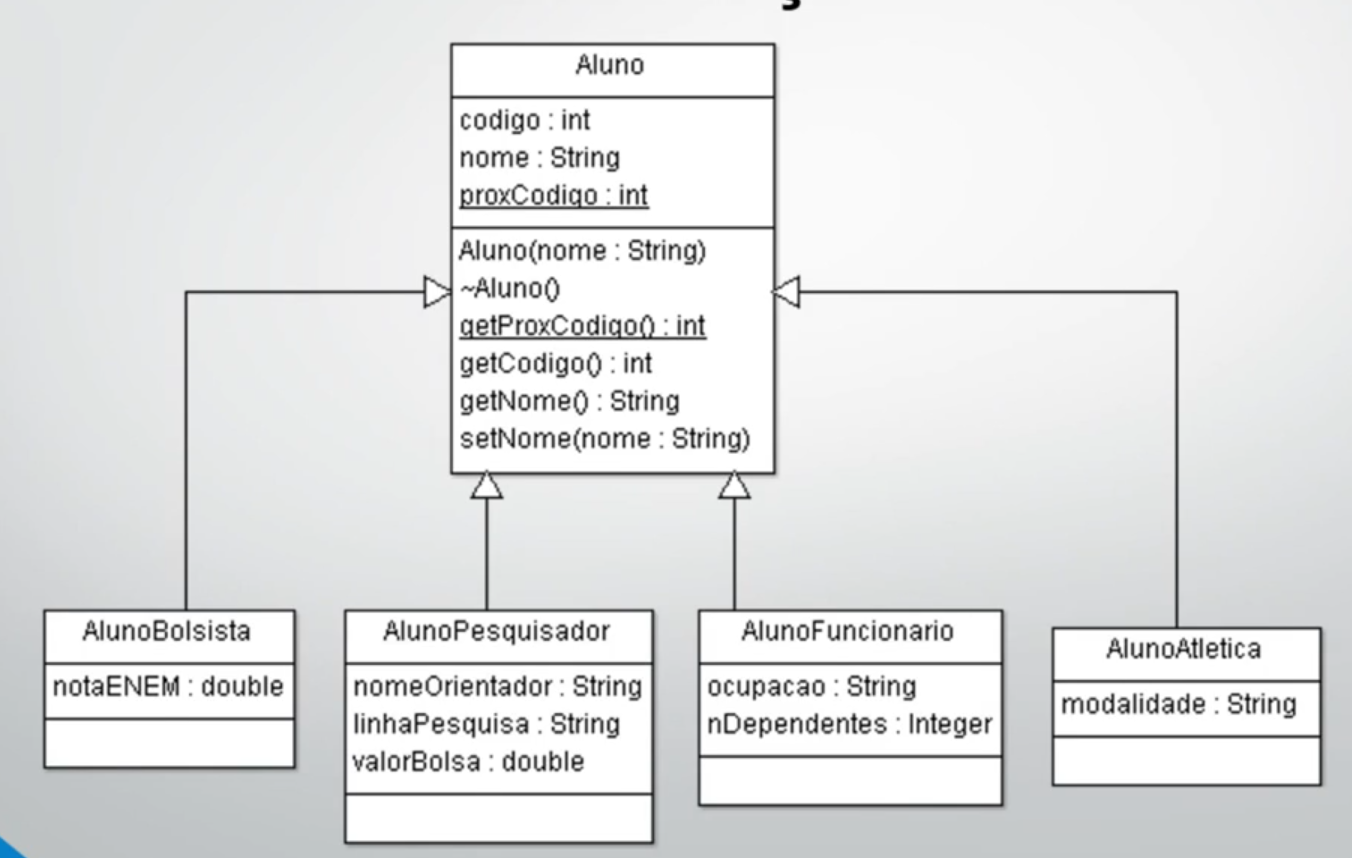 Aluno
codigo : int
nome : String
proxCodigo : int
Aluno(nome : String)
~Aluno()
getProxCodigo() : int
getCodigo() : int
getNome() : String
setNome(nome : String)
AlunoBolsista
notaENEM : double
AlunoPesquisador
nomeOrientador : String
linhaPesquisa : String
valorBolsa : double
AlunoFuncionario
ocupacao : String
nDependentes : Integer
AlunoAtletica
modalidade : String